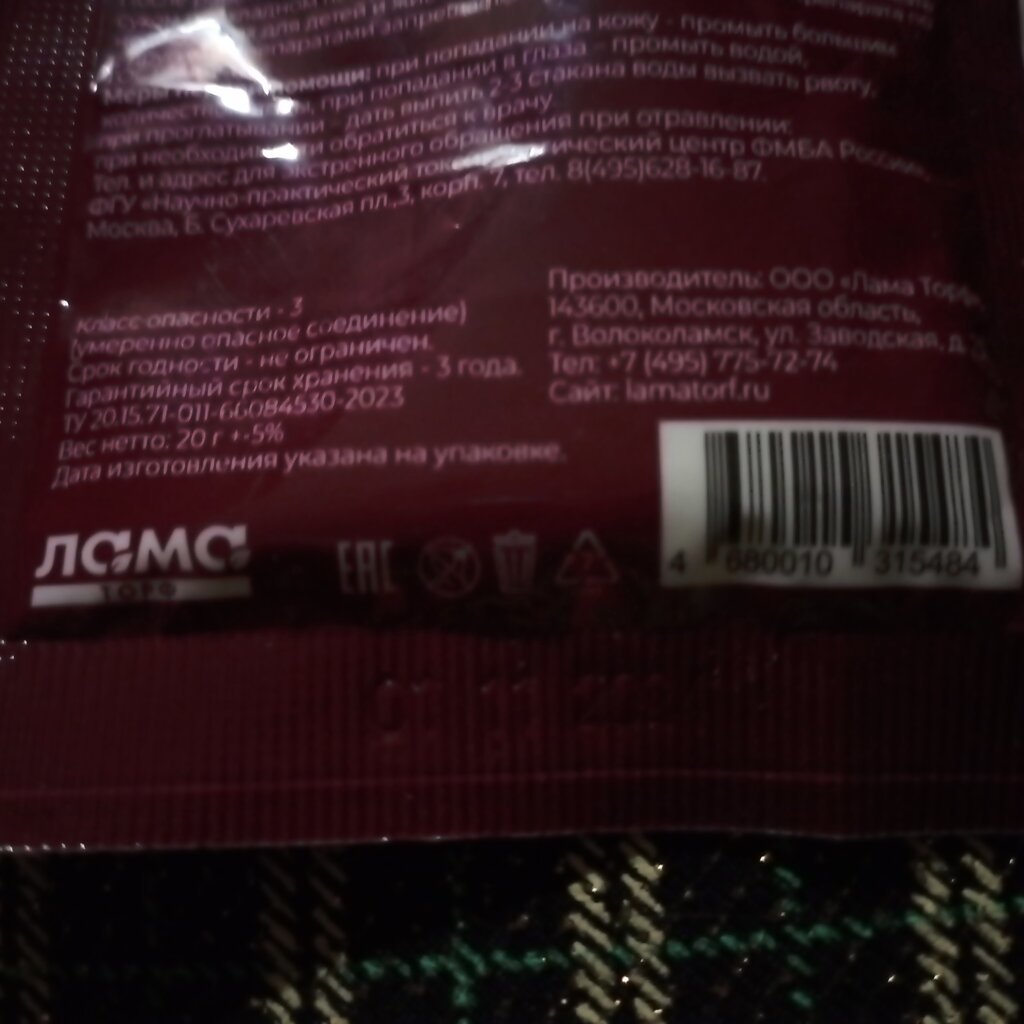 для детей и
препарата
паратами
при попадании на кожу - промыть большим
помощи: при попадании в глаза - промыть водой,
при проглатывании - дать выпить 2-3 стакана воды вызвать рвоту,
при необходимости обратиться к врачу
Тел. и адрес для экстренного обращения при отравлении:
ФГУ «Научно-практический токсикологический центр ФМБА России»,
Москва, Б. Сухаревская пл.,3, корп. 7, тел. 8(495)628-16-87.
Класс опасности - 3
(умеренно опасное соединение)
Срок годности - не ограничен.
Гарантийный срок хранения - 3 года.
ТУ 20.15.71-011-66084530-2023
Вес нетто: 20 г +-5%
Дата изготовления указана на упаковке.
Производитель: ООО «Лама Торф»
143600, Московская область,
г. Волоколамск, ул. Заводская, д.
Тел: +7 (495) 775-72-74
Сайт: lamatorf.ru
лама
ТОРФ
ЕАС
4 680010 315484